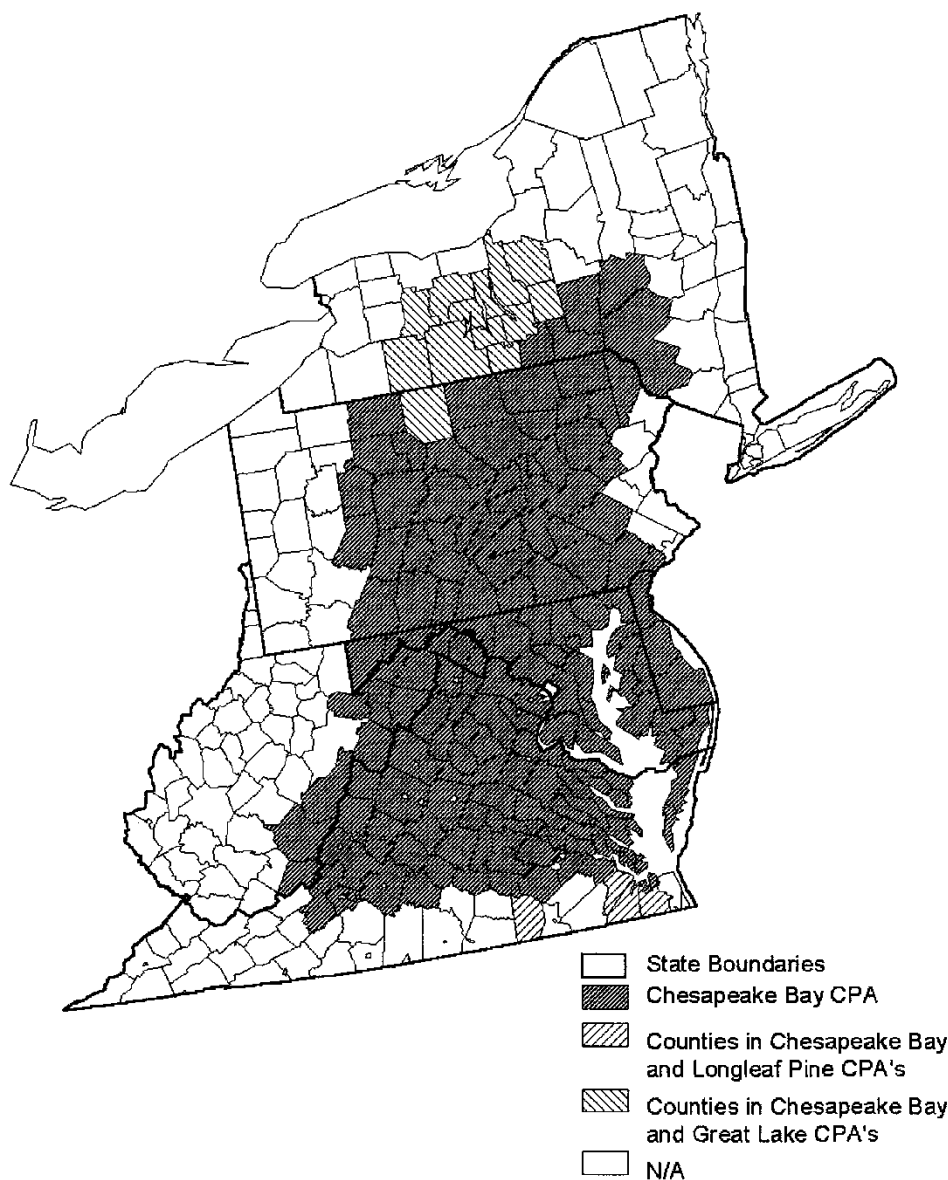 State Boundaries
Chesapeake Bay CPA
Counties in Chesapeake Bay
and Longleaf Pine CPA's
Counties in Chesapeake Bay
and Great Lake CPA's
N/A